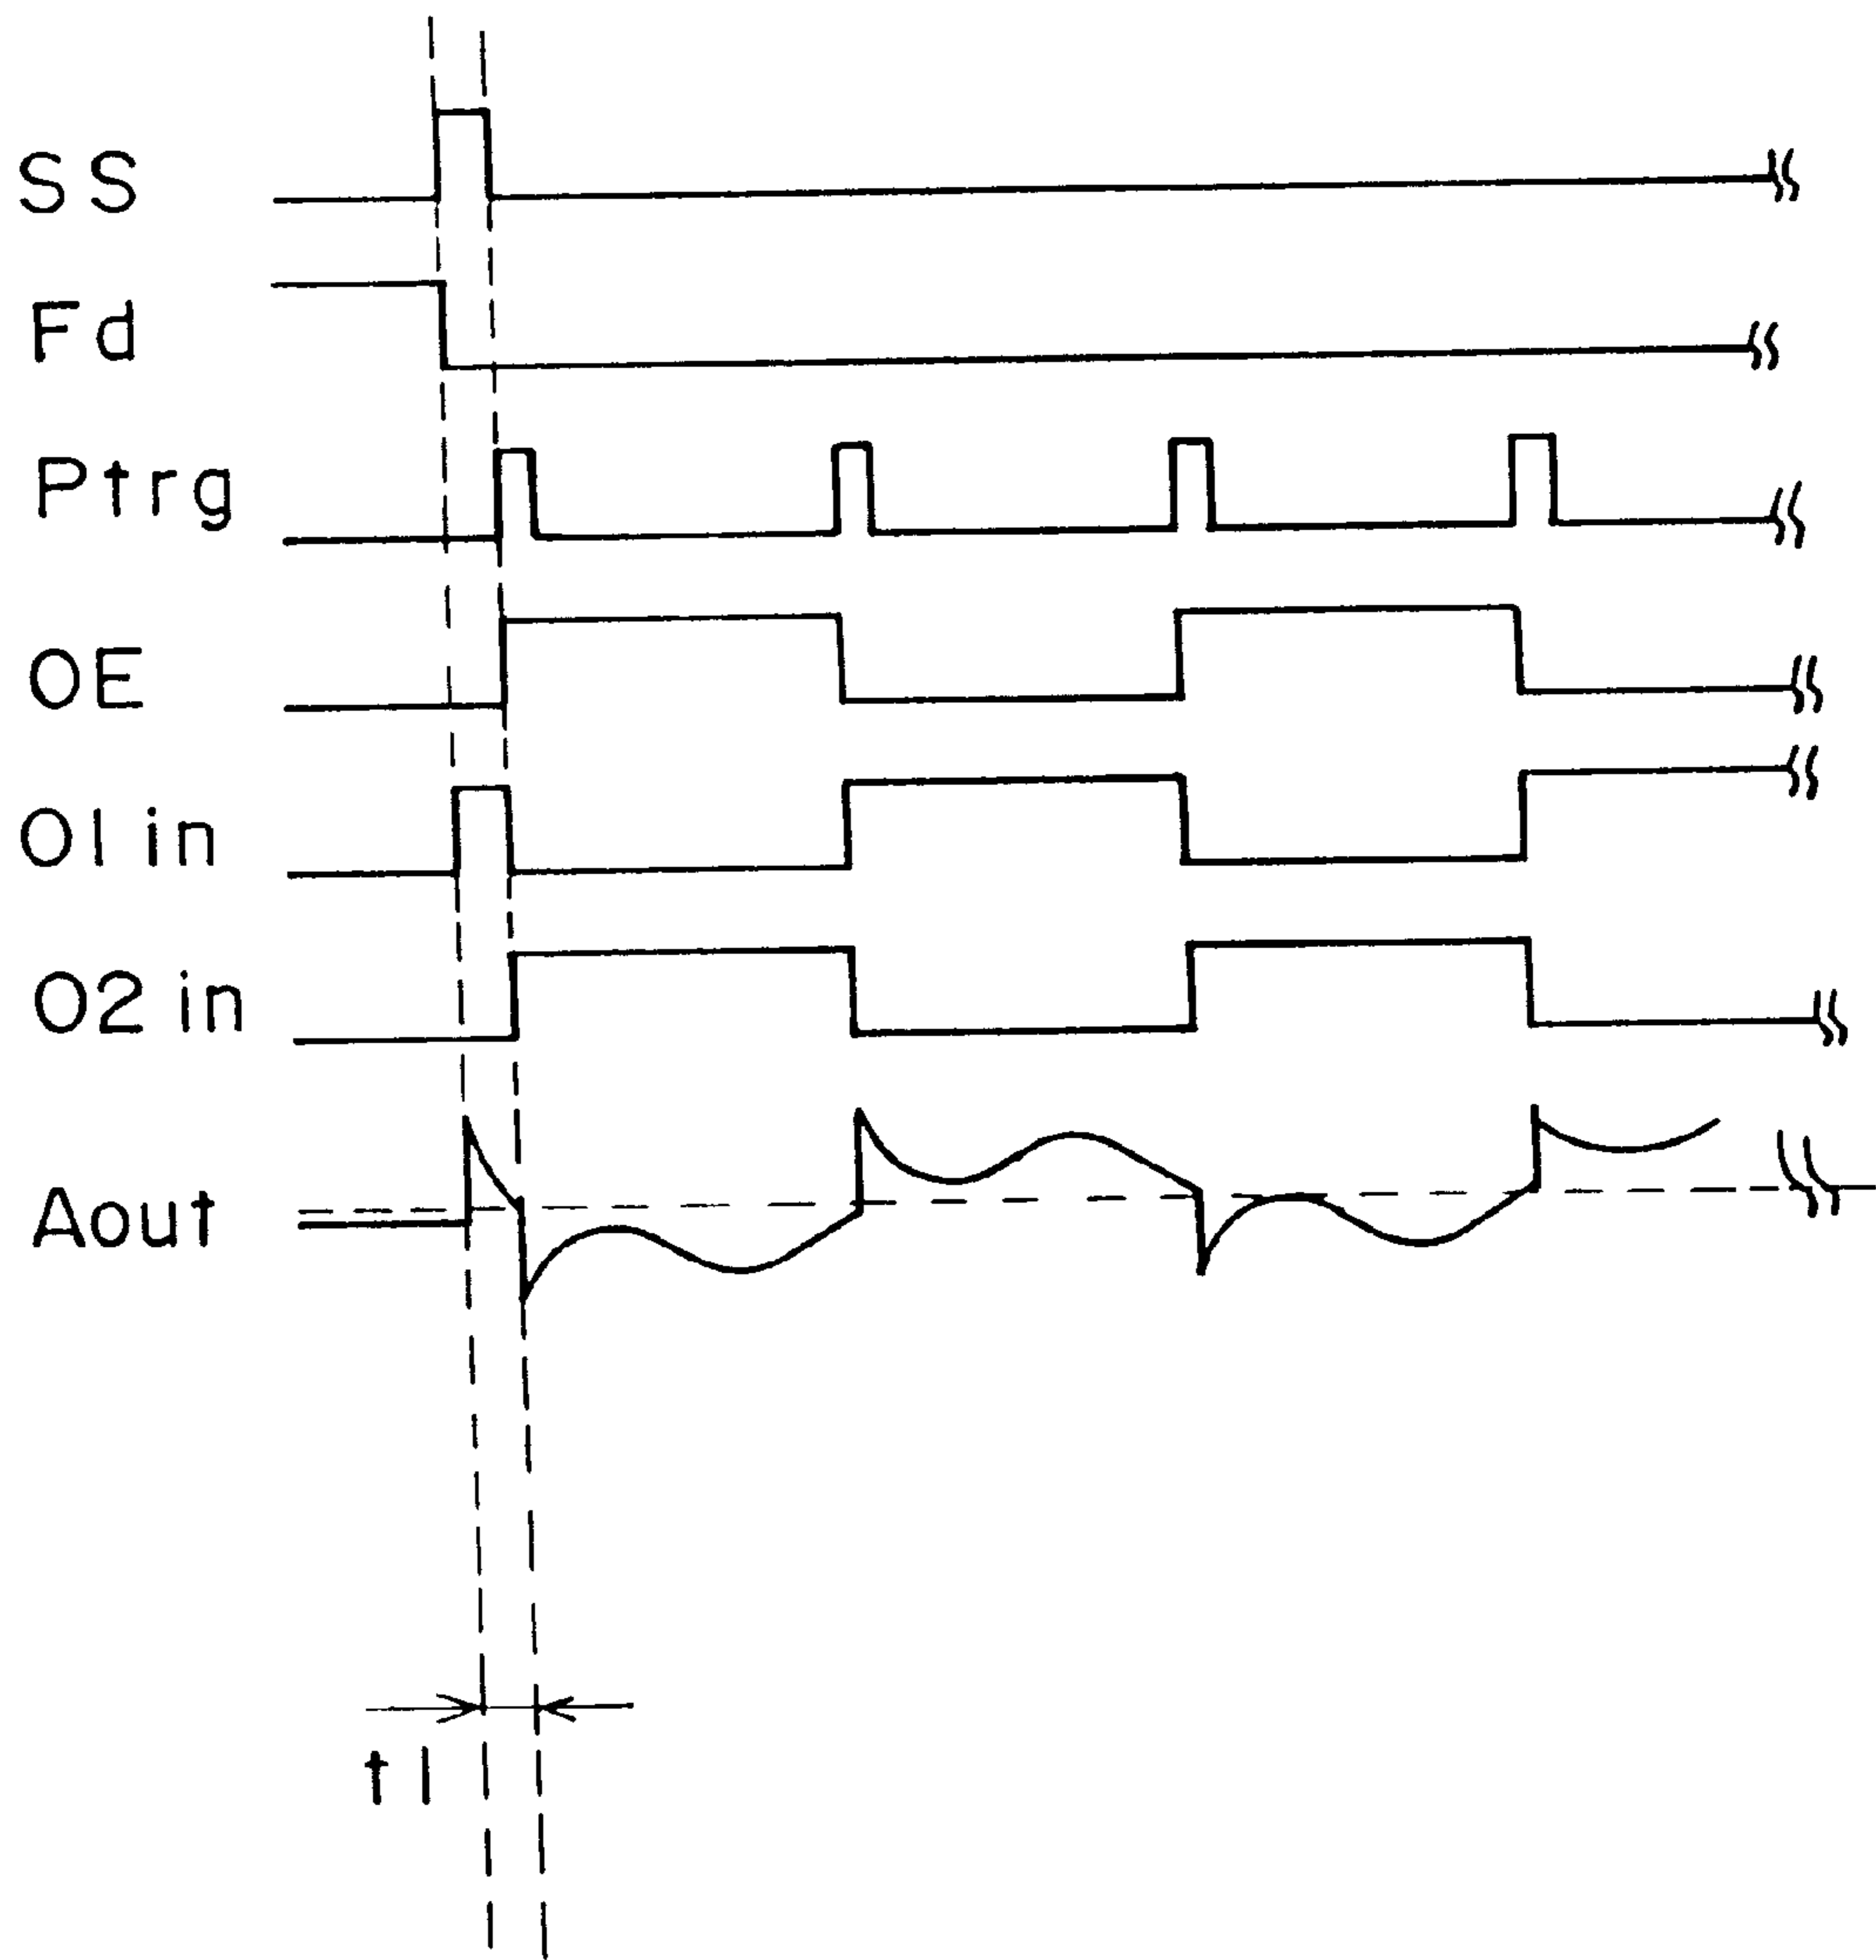 SS
Fd
Ptrg
OE
O1 in
O2 in
Aout
t1